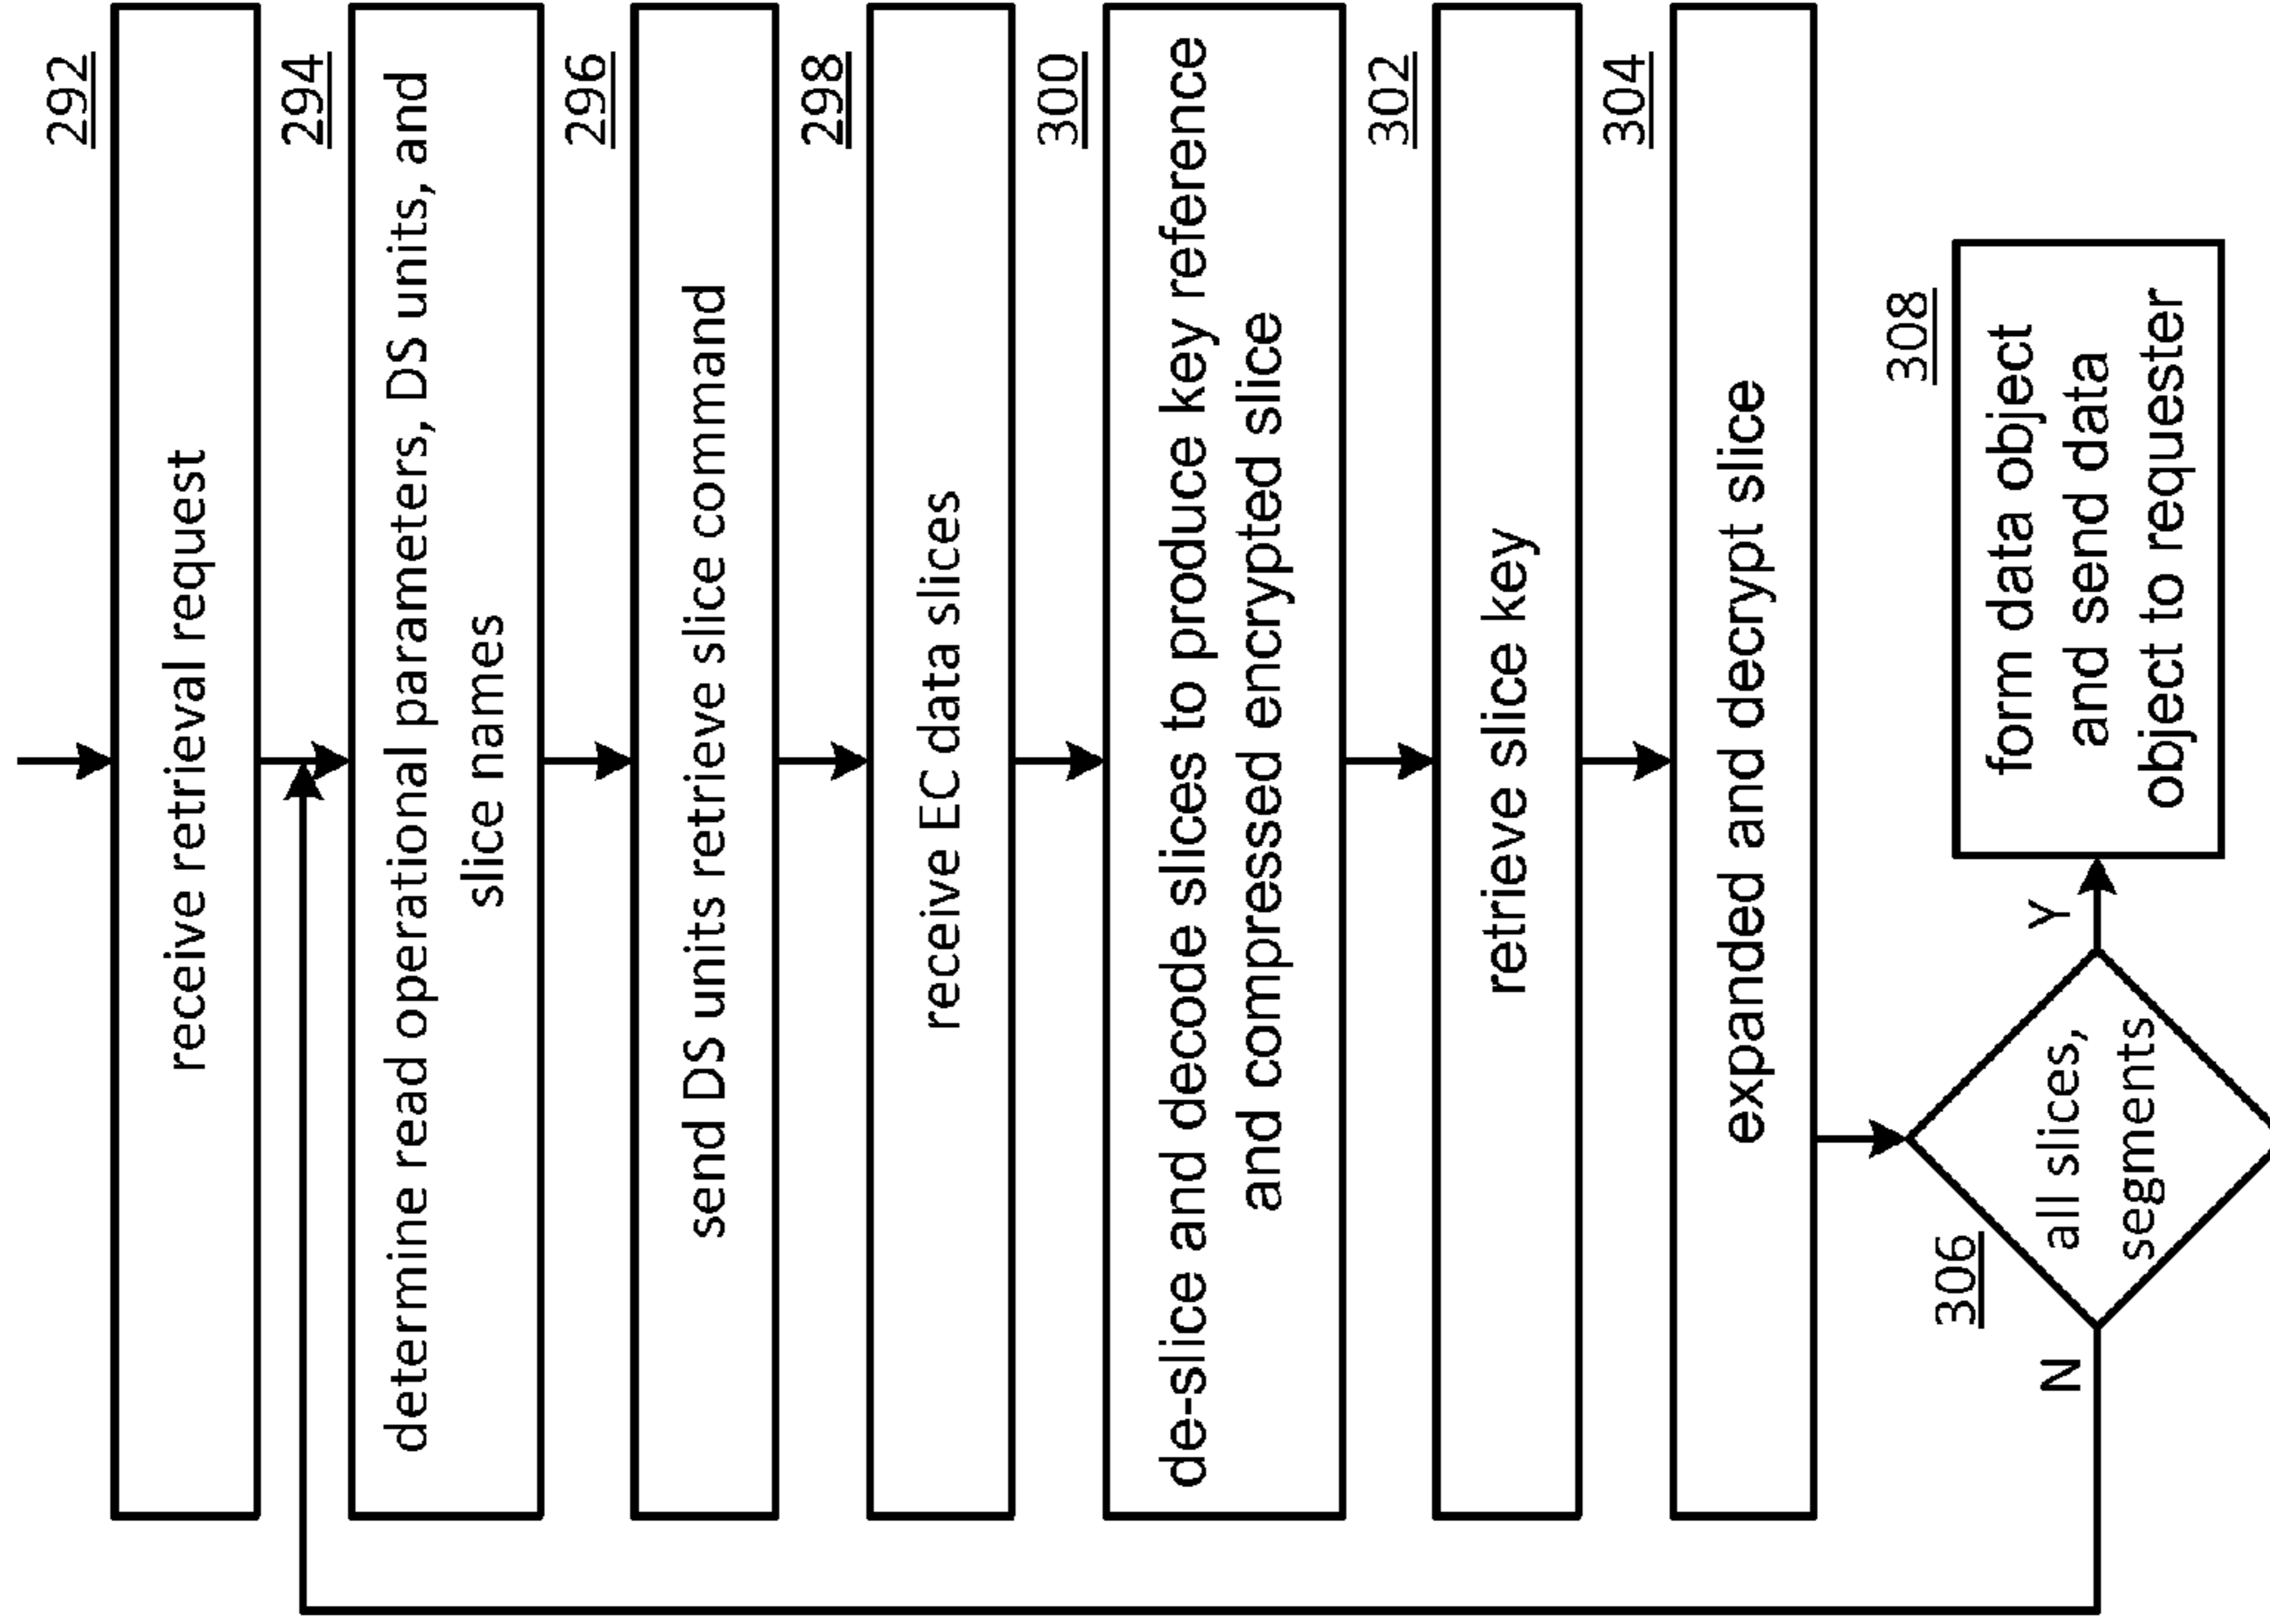 292
receive retrieval request
294
determine read operational parameters, DS units, and
slice names
296
send DS units retrieve slice command
298
receive EC data slices
300
de-slice and decode slices to produce key reference
and compressed encrypted slice
302
retrieve slice key
304
expanded and decrypt slice
306
all slices,
segments
N
Y
308
form data object
and send data
object to requester